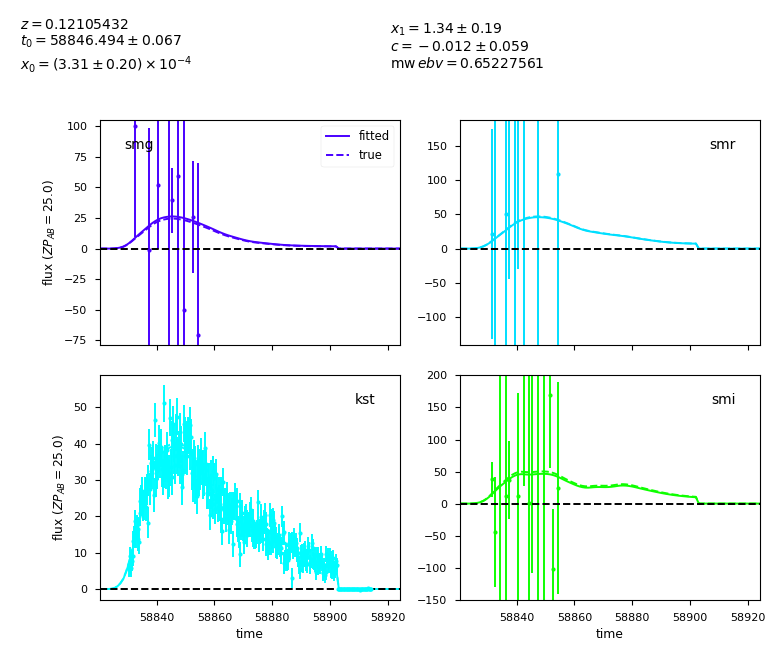 z = 0.12105432
t0 = 58846.494 ± 0.067
x0 = (3.31 ± 0.20) × 10^−4
x1 = 1.34 ± 0.19
c = −0.012 ± 0.059
mw ebv = 0.65227561
smg
fitted
true
100
75
50
25
0
−25
−50
−75
flux (ZP_AB = 25.0)
smr
150
100
50
0
−50
−100
kst
50
40
30
20
10
0
flux (ZP_AB = 25.0)
58840 58860 58880 58900 58920
time
smi
200
150
100
50
0
−50
−100
−150
58840 58860 58880 58900 58920
time